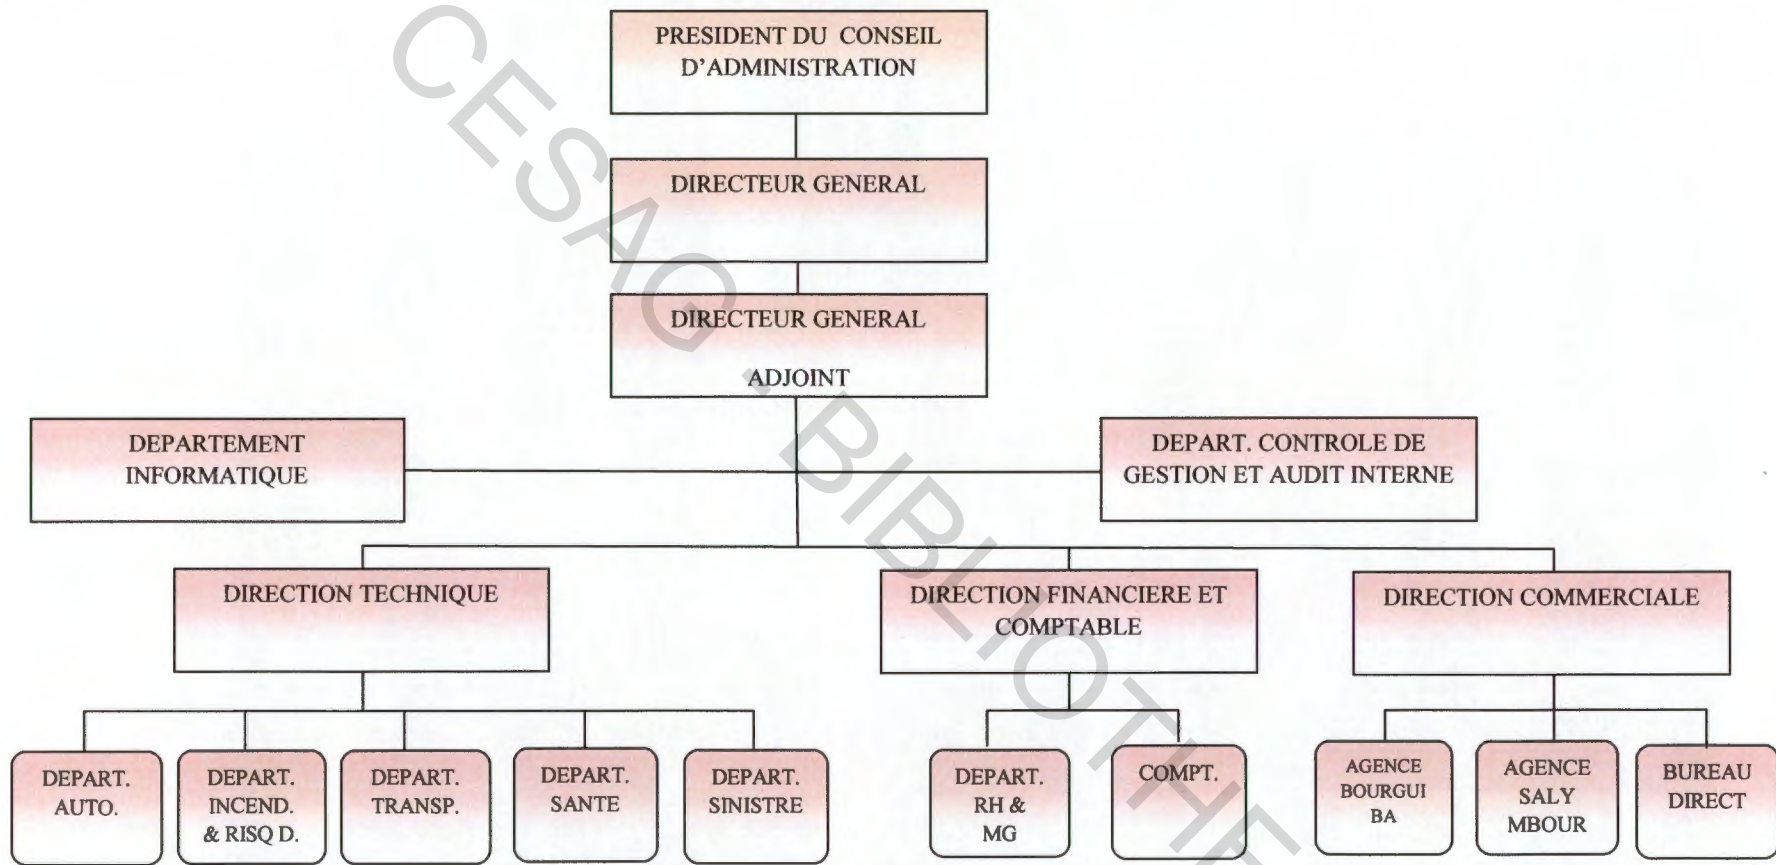 PRESIDENT DU CONSEIL
D'ADMINISTRATION
DIRECTEUR GENERAL
DIRECTEUR GENERAL
ADJOINT
DEPARTEMENT
INFORMATIQUE
DEPART. CONTROLE DE
GESTION ET AUDIT INTERNE
DIRECTION TECHNIQUE
DIRECTION FINANCIERE ET
COMPTABLE
DIRECTION COMMERCIALE
DEPART.
AUTO.
DEPART.
INCEND.
& RISQ D.
DEPART.
TRANSP.
DEPART.
SANTE
DEPART.
SINISTRE
DEPART.
RH &
MG
COMPT.
AGENCE
BOURGUI
BA
AGENCE
SALY
MBOUR
BUREAU
DIRECT
CESAG - BIBLIOTHE